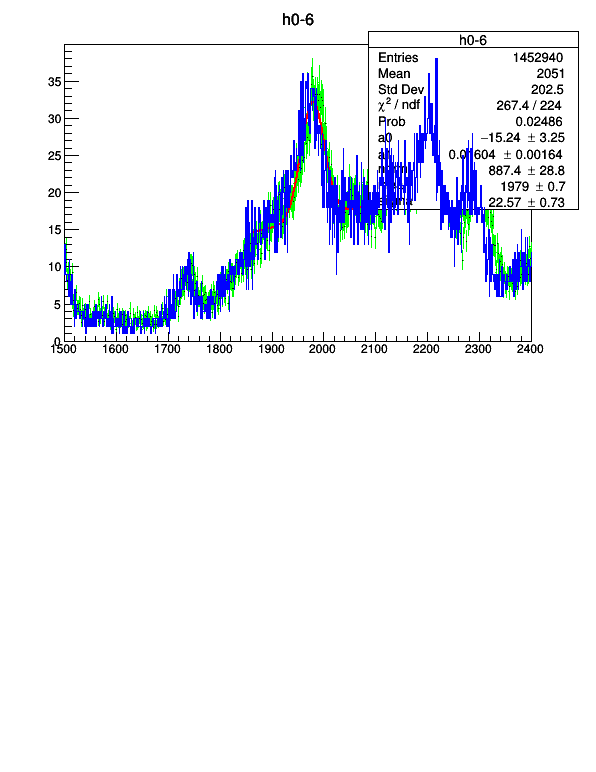 h0-6
h0-6
Entries 1452940
Mean 2051
Std Dev 202.5
χ² / ndf 267.4 / 224
Prob 0.02486
a0 −15.24 ± 3.25
± 0.00164
887.4 ± 28.8
1979 ± 0.7
22.57 ± 0.73
35
30
25
20
15
10
5
0
1500 1600 1700 1800 1900 2000 2100 2200 2300 2400